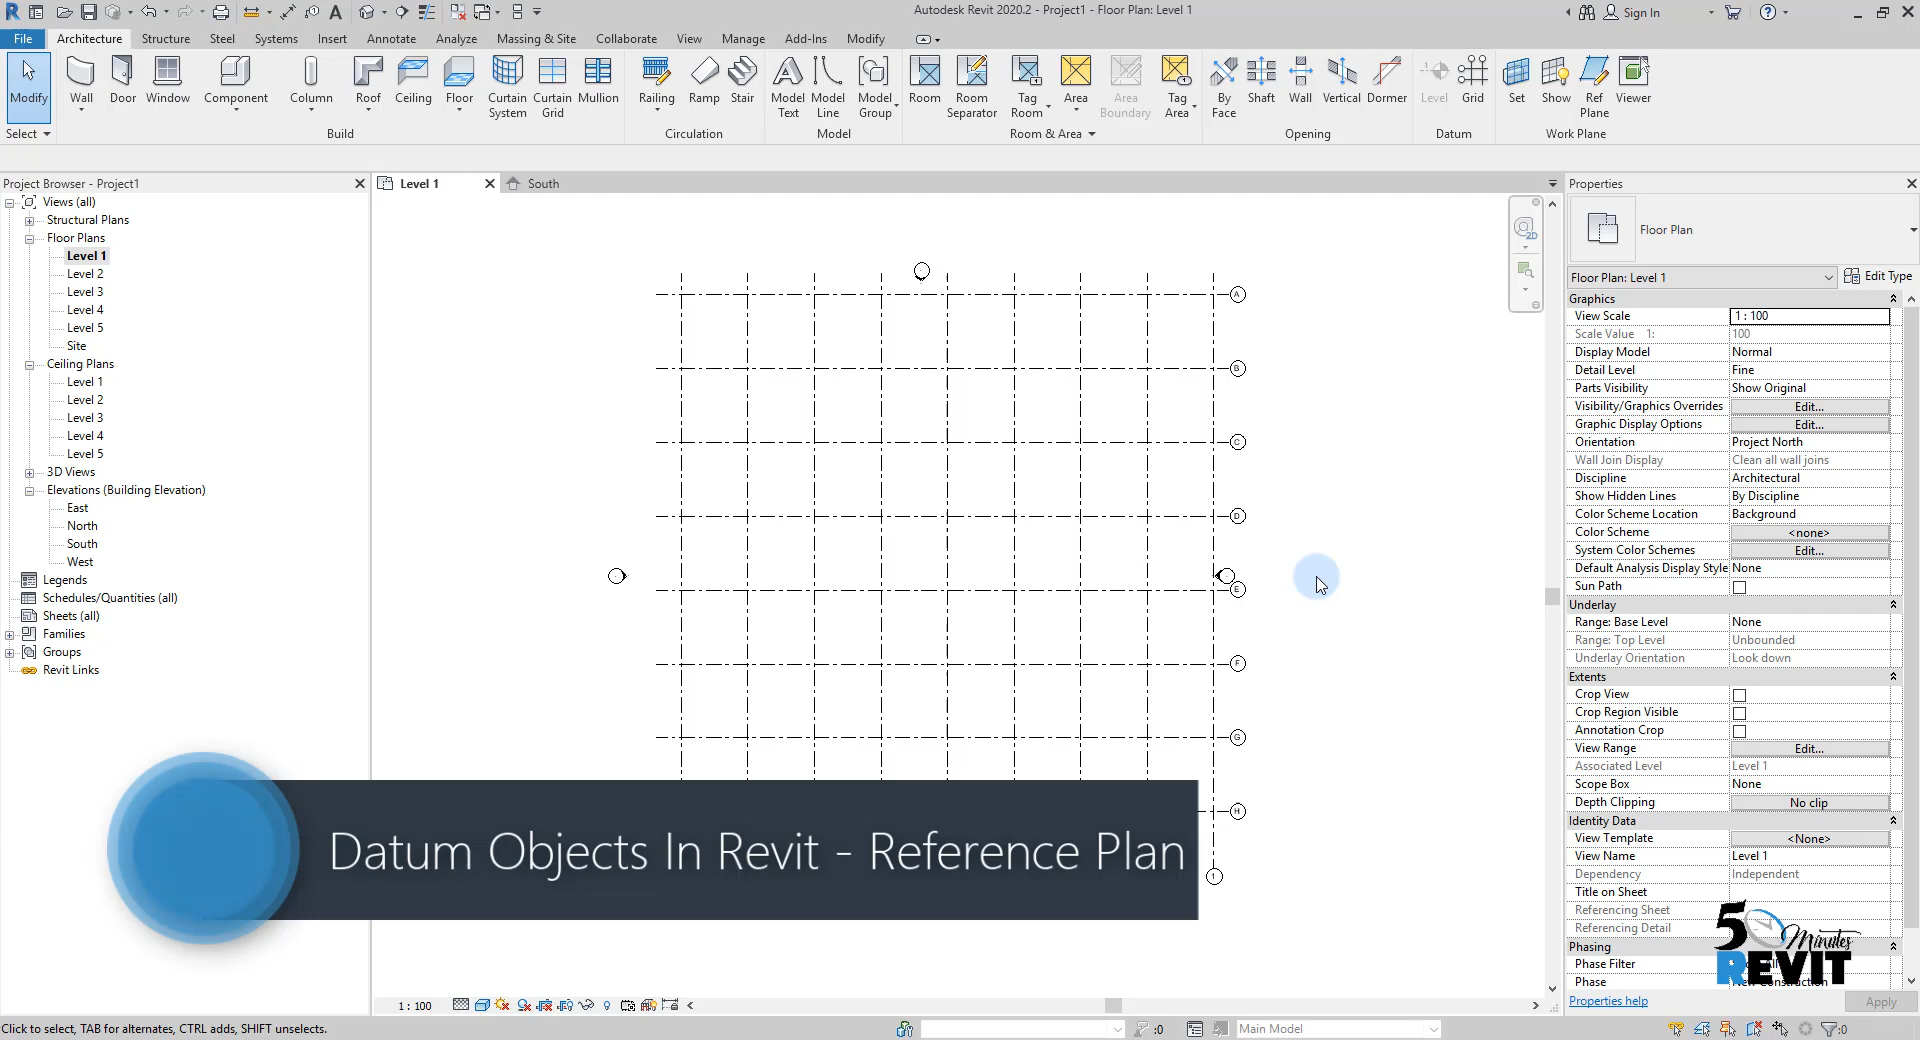 Autodesk Revit 2020.2 - Project1 - Floor Plan: Level 1
Sign In
File Architecture Structure Steel Systems Insert Annotate Analyze Massing & Site Collaborate View Manage Add-Ins Modify
Modify Wall Door Window Component Column Roof Ceiling Floor Curtain System Curtain Grid Mullion Railing Ramp Stair Model Text Model Line Model Group Room Room Separator Tag Room Area Area Boundary Tag Area By Face Shaft Wall Vertical Dormer Level Grid Set Show Ref Plane Viewer
Select Build Circulation Model Room & Area Opening Datum Work Plane
Project Browser - Project1
Views (all)
Structural Plans
Floor Plans
Level 1
Level 2
Level 3
Level 4
Level 5
Site
Ceiling Plans
Level 1
Level 2
Level 3
Level 4
Level 5
3D Views
Elevations (Building Elevation)
East
North
South
West
Legends
Schedules/Quantities (all)
Sheets (all)
Families
Groups
Revit Links
Level 1 South
2D
A
B
C
D
E
F
G
H
1
Datum Objects In Revit - Reference Plan
Properties
Floor Plan
Floor Plan: Level 1 Edit Type
Graphics
View Scale 1 : 100
Scale Value 1: 100
Display Model Normal
Detail Level Fine
Parts Visibility Show Original
Visibility/Graphics Overrides Edit...
Graphic Display Options Edit...
Orientation Project North
Wall Join Display Clean all wall joins
Discipline Architectural
Show Hidden Lines By Discipline
Color Scheme Location Background
Color Scheme <none>
System Color Schemes Edit...
Default Analysis Display Style None
Sun Path
Underlay
Range: Base Level None
Range: Top Level Unbounded
Underlay Orientation Look down
Extents
Crop View
Crop Region Visible
Annotation Crop
View Range Edit...
Associated Level Level 1
Scope Box None
Depth Clipping No clip
Identity Data
View Template <None>
View Name Level 1
Dependency Independent
Title on Sheet
Referencing Sheet
Referencing Detail
Phasing
Phase Filter
Phase
5 Minutes
REVIT
Properties help Apply
1 : 100
Click to select, TAB for alternates, CTRL adds, SHIFT unselects.
:0 Main Model :0